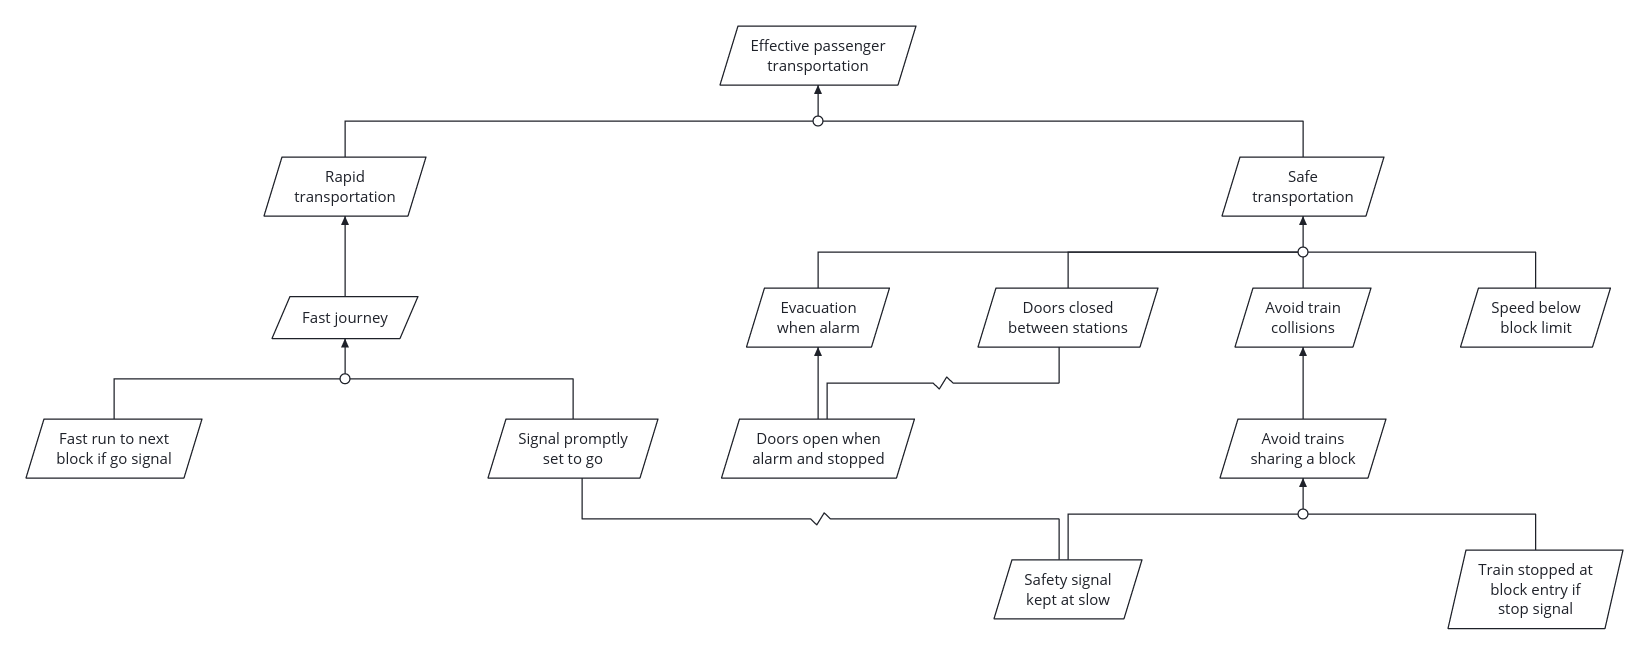 Effective passenger
transportation
Rapid
transportation
Safe
transportation
Fast journey
Evacuation
when alarm
Doors closed
between stations
Avoid train
collisions
Speed below
block limit
Fast run to next
block if go signal
Signal promptly
set to go
Doors open when
alarm and stopped
Avoid trains
sharing a block
Safety signal
kept at slow
Train stopped at
block entry if
stop signal